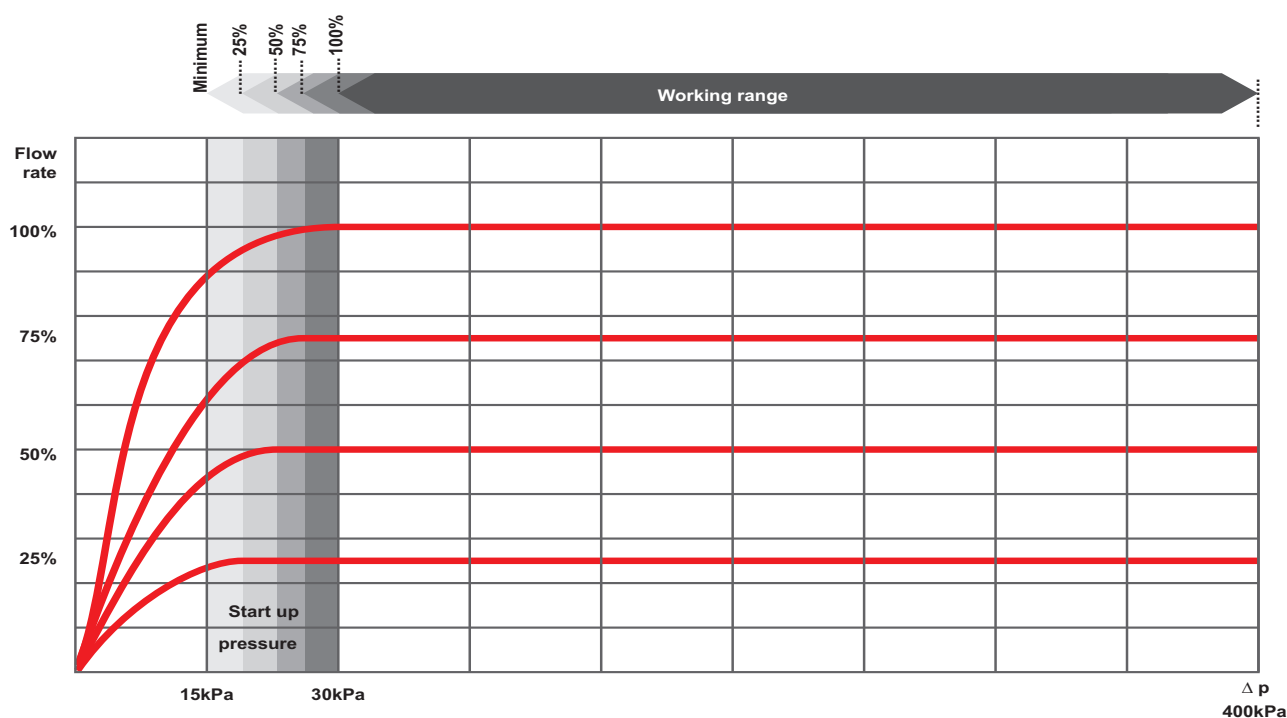 Minimum
25%
50%
75%
100%
Working range
Flow
rate
100%
75%
50%
25%
Start up
pressure
15kPa
30kPa
Δ p
400kPa